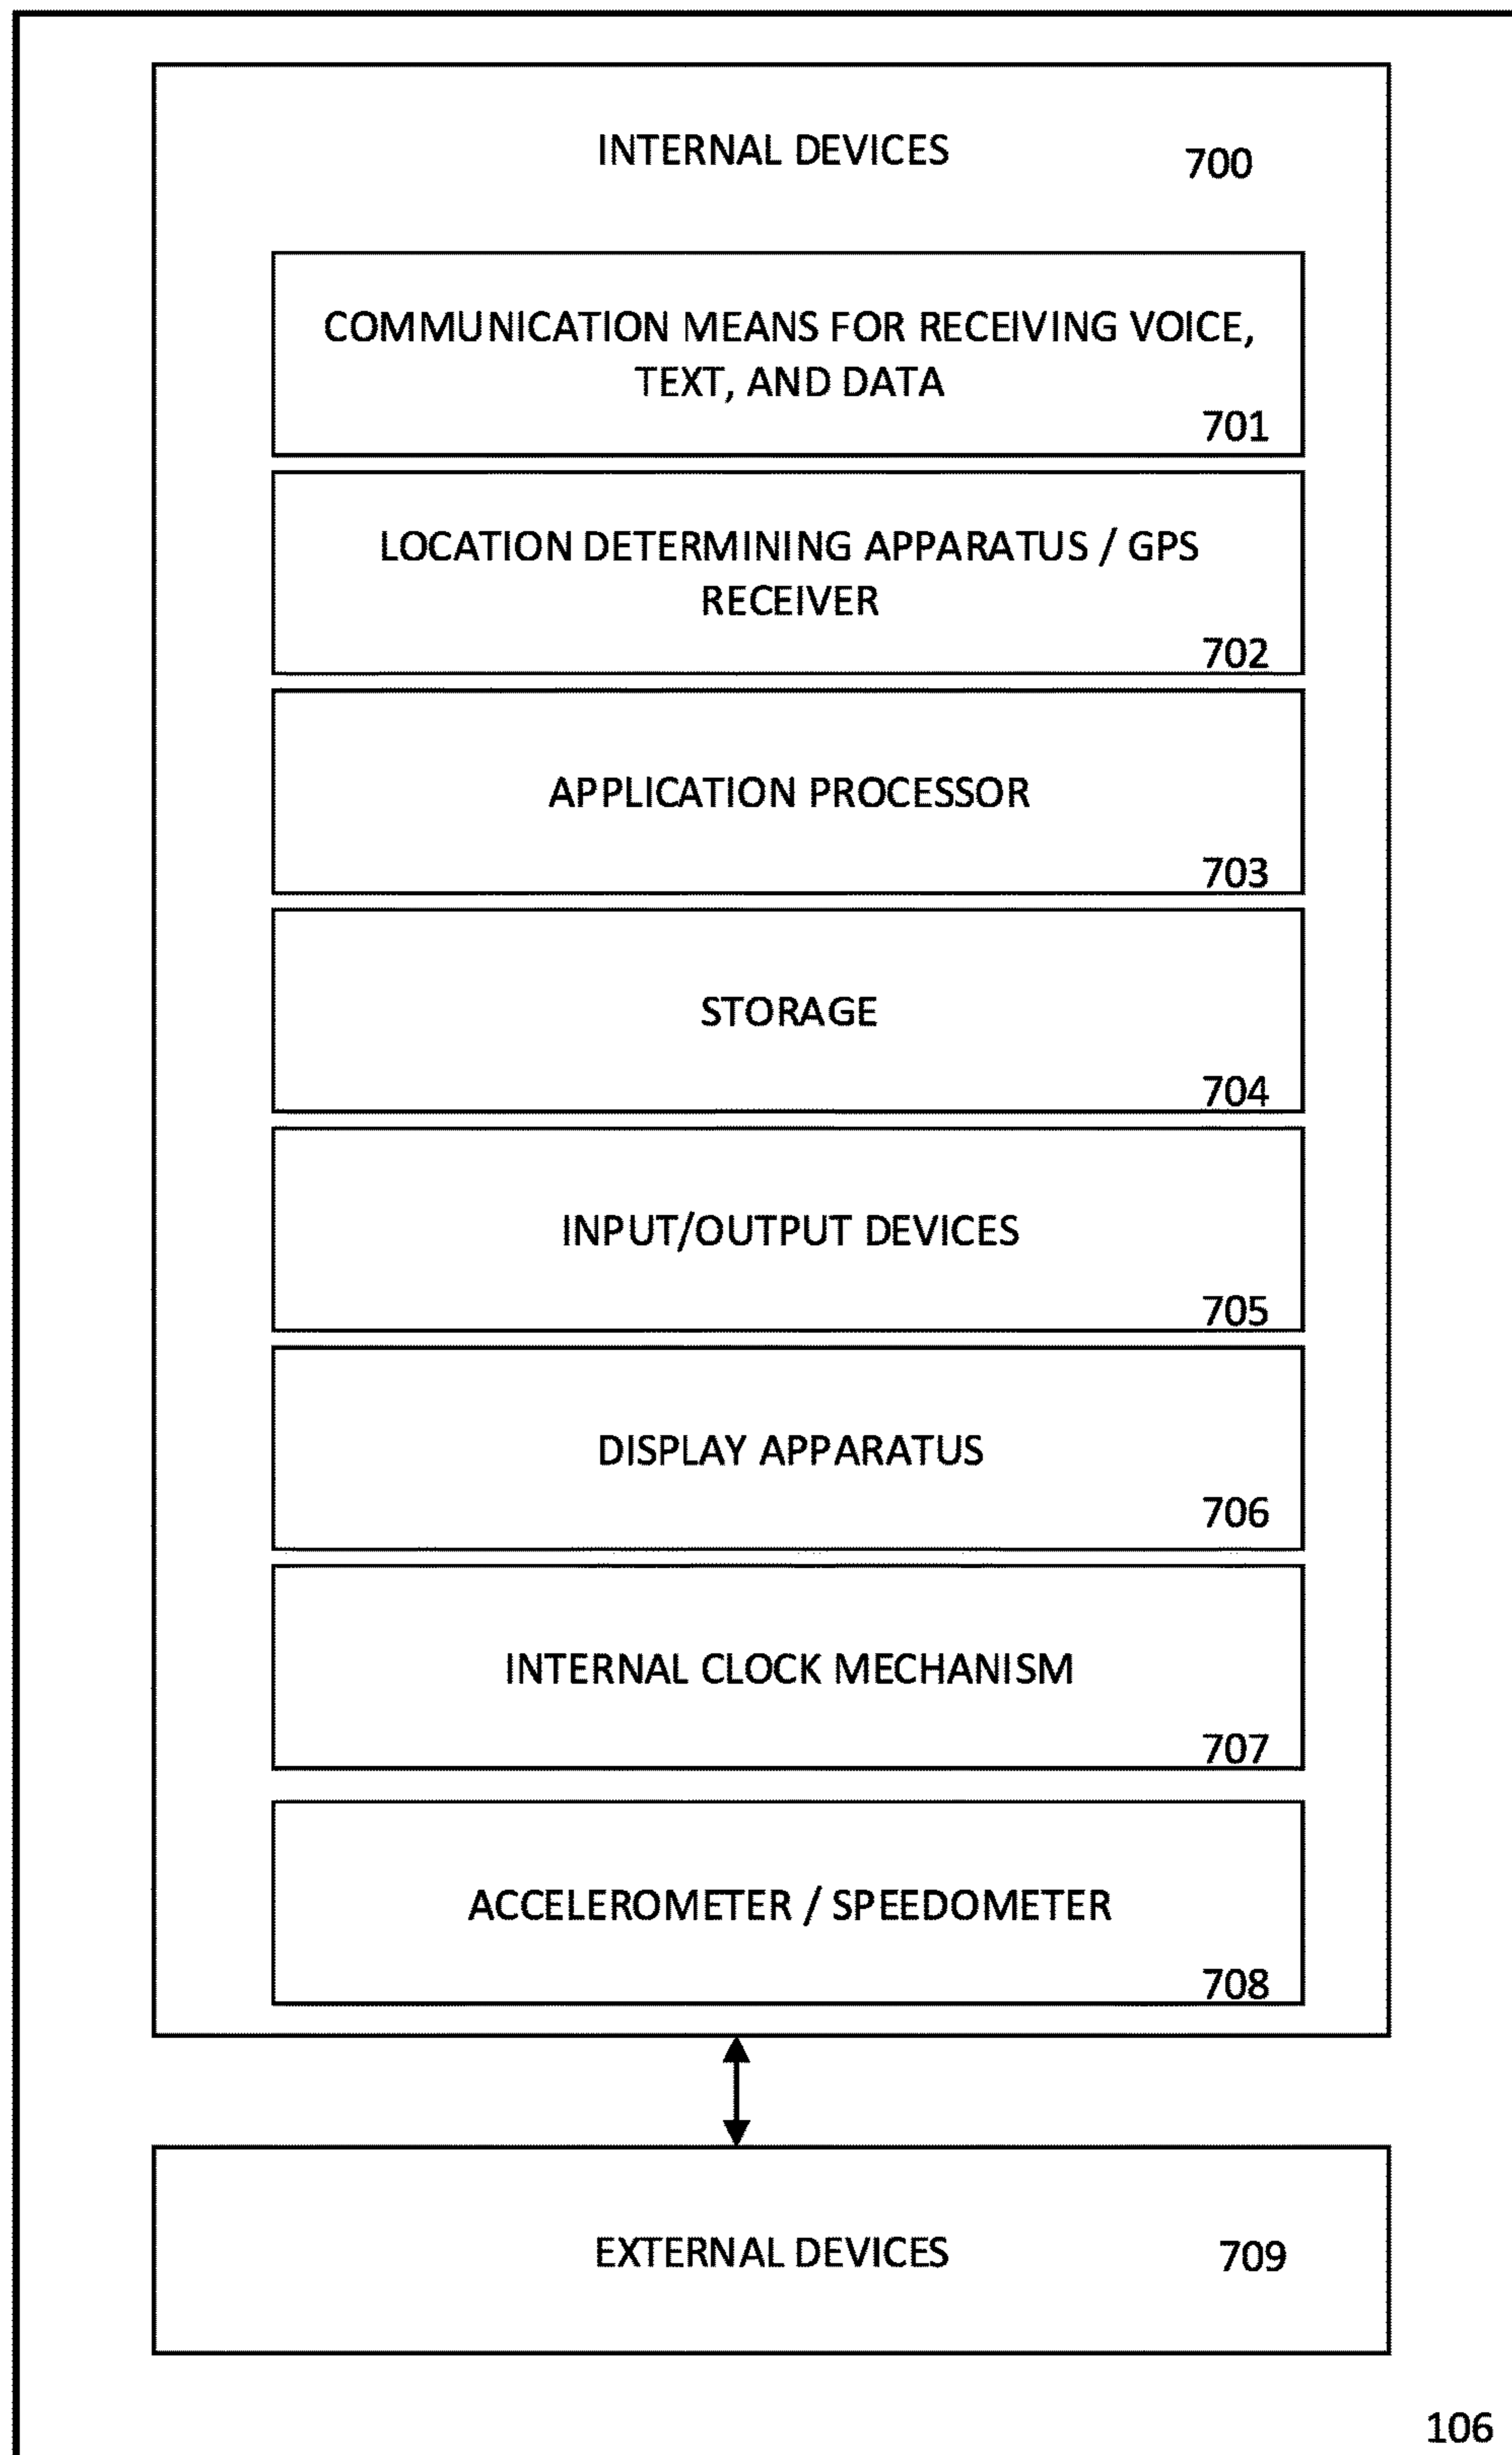 INTERNAL DEVICES 700
COMMUNICATION MEANS FOR RECEIVING VOICE,
TEXT, AND DATA
701
LOCATION DETERMINING APPARATUS / GPS
RECEIVER
702
APPLICATION PROCESSOR
703
STORAGE
704
INPUT/OUTPUT DEVICES
705
DISPLAY APPARATUS
706
INTERNAL CLOCK MECHANISM
707
ACCELEROMETER / SPEEDOMETER
708
EXTERNAL DEVICES 709
106